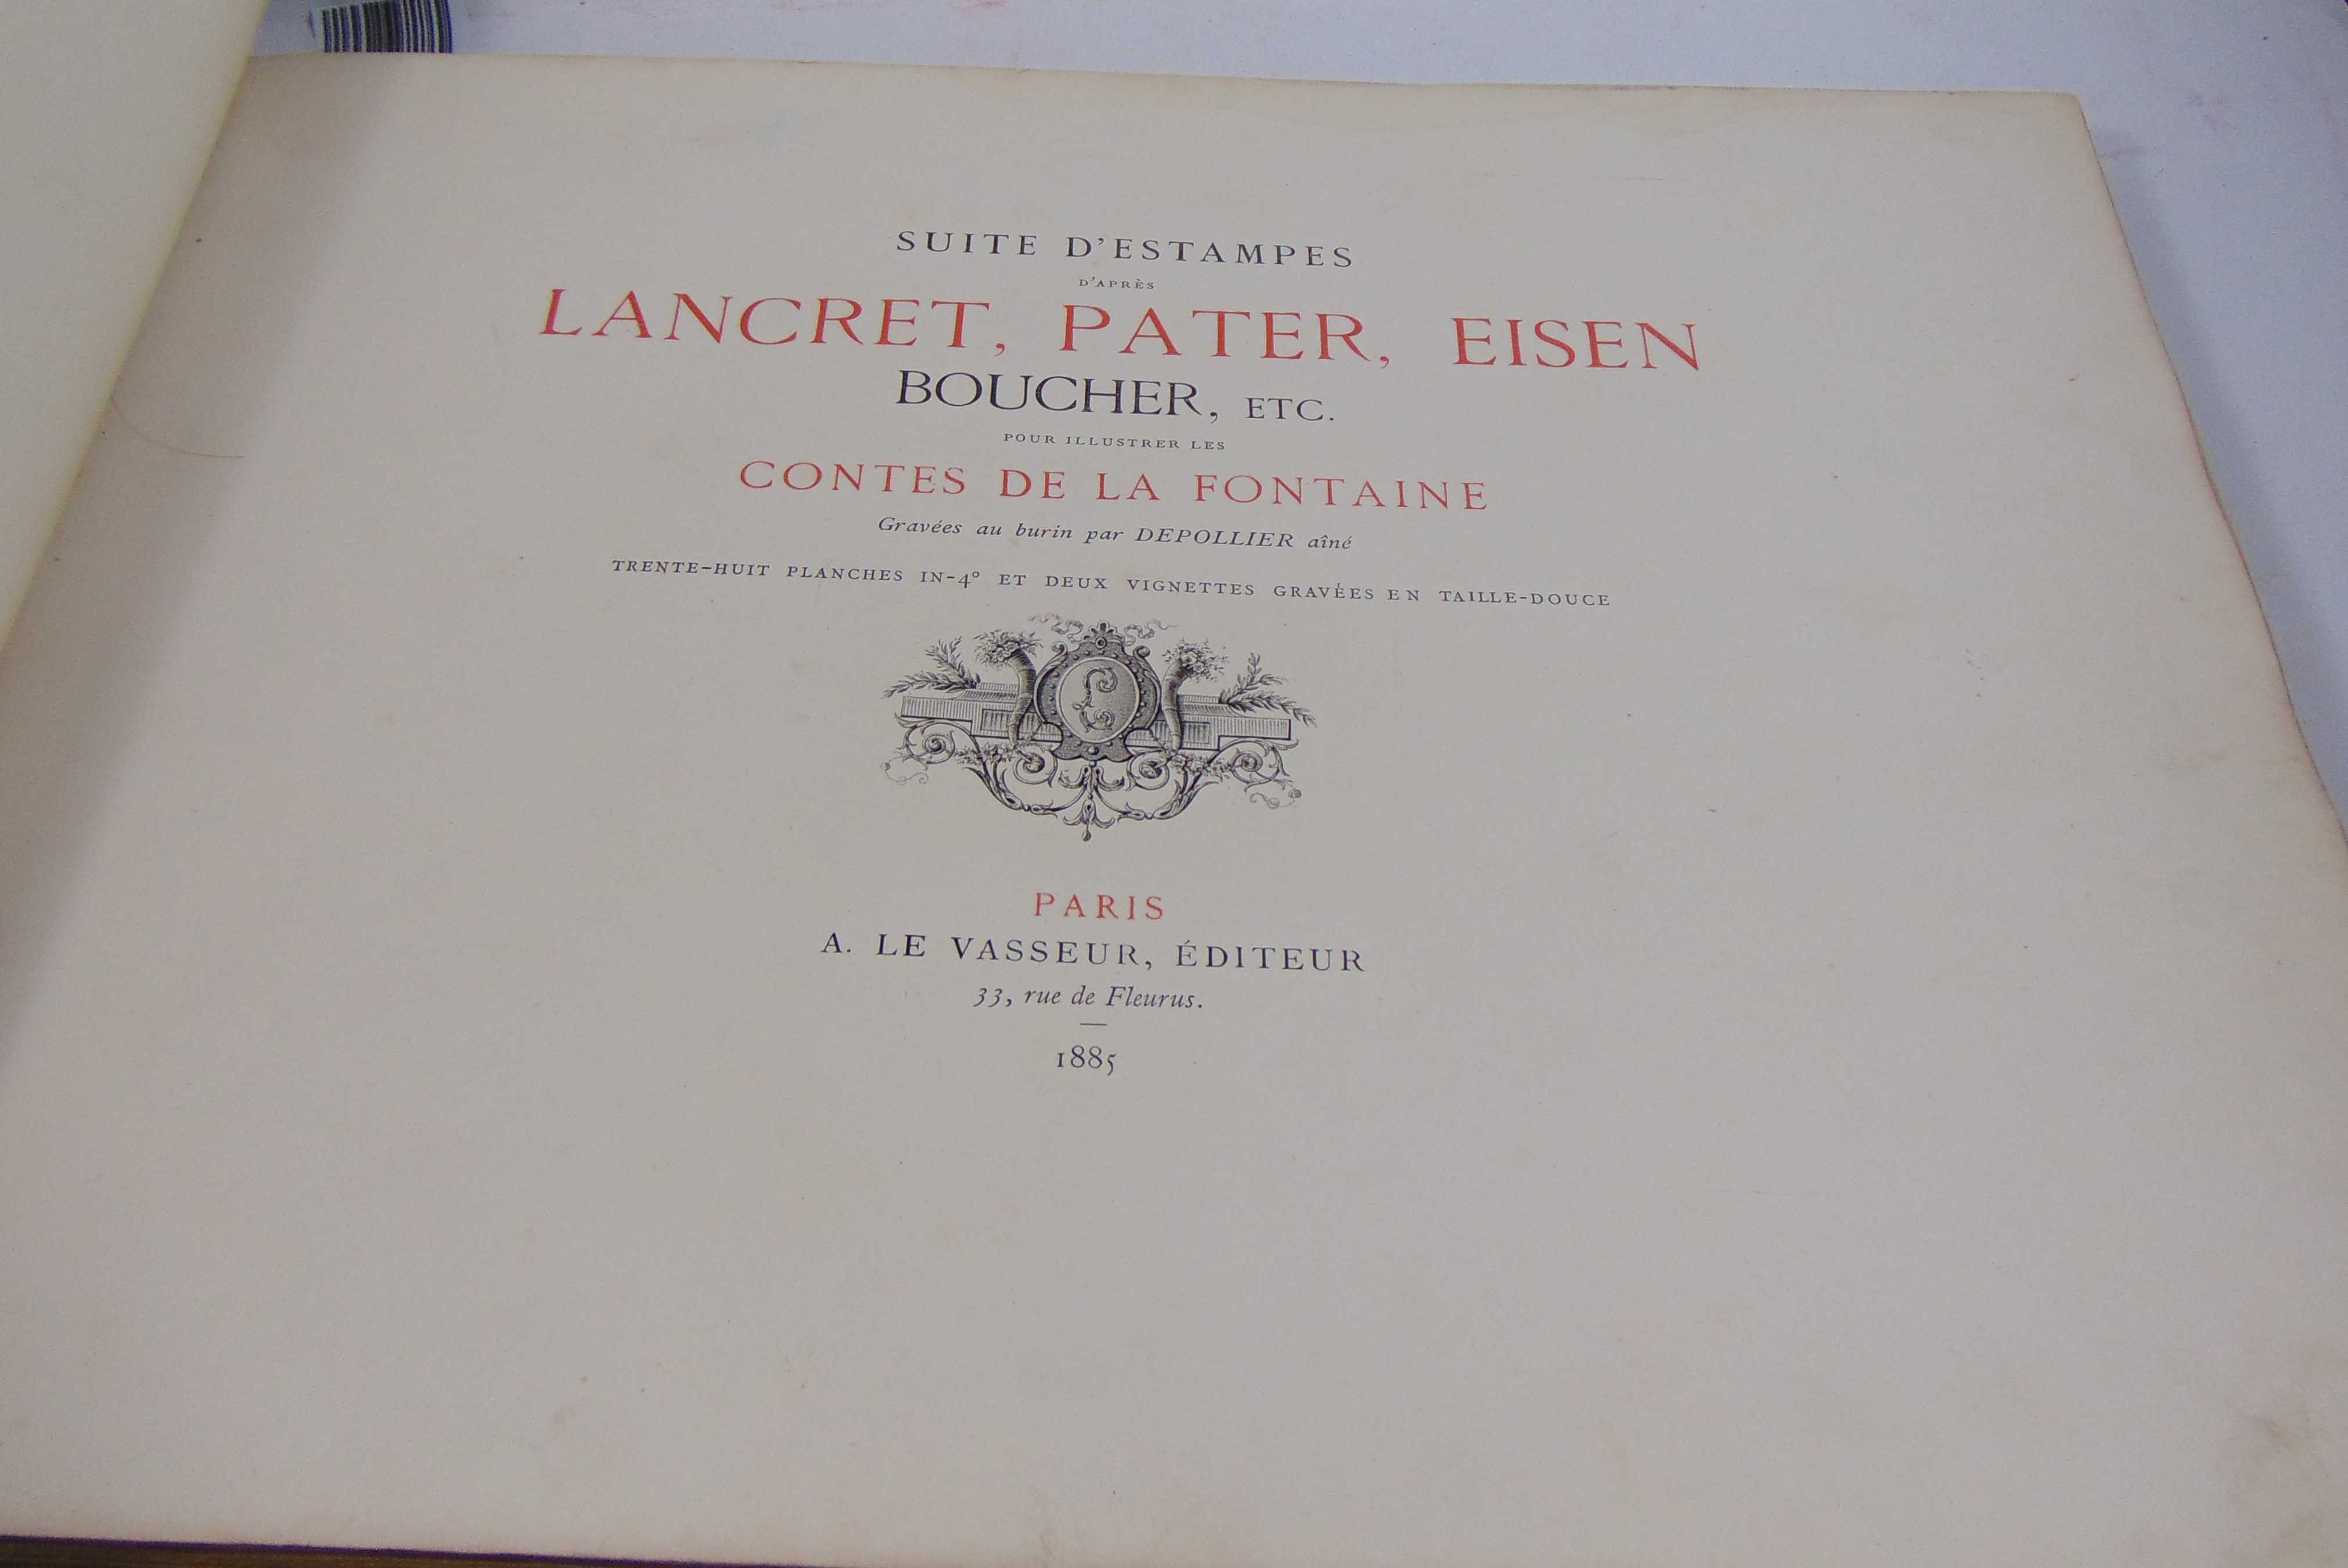 SUITE D'ESTAMPES
D'APRÈS
LANCRET, PATER, EISEN
BOUCHER, ETC.
POUR ILLUSTRER LES
CONTES DE LA FONTAINE
Gravées au burin par DEPOLLIER aîné
TRENTE-HUIT PLANCHES IN-4° ET DEUX VIGNETTES GRAVÉES EN TAILLE-DOUCE
L
PARIS
A. LE VASSEUR, ÉDITEUR
33, rue de Fleurus.
1885